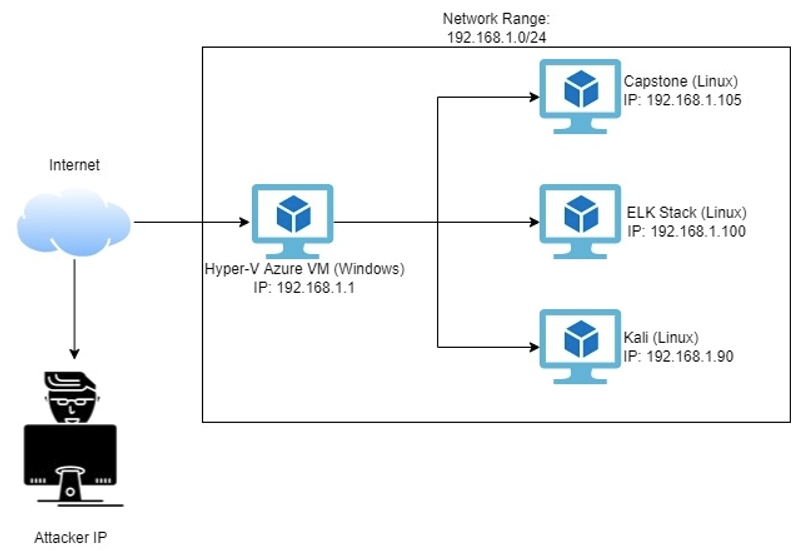 Network Range:
192.168.1.0/24
Capstone (Linux)
IP: 192.168.1.105
Internet
ELK Stack (Linux)
IP: 192.168.1.100
Hyper-V Azure VM (Windows)
IP: 192.168.1.1
Kali (Linux)
IP: 192.168.1.90
Attacker IP